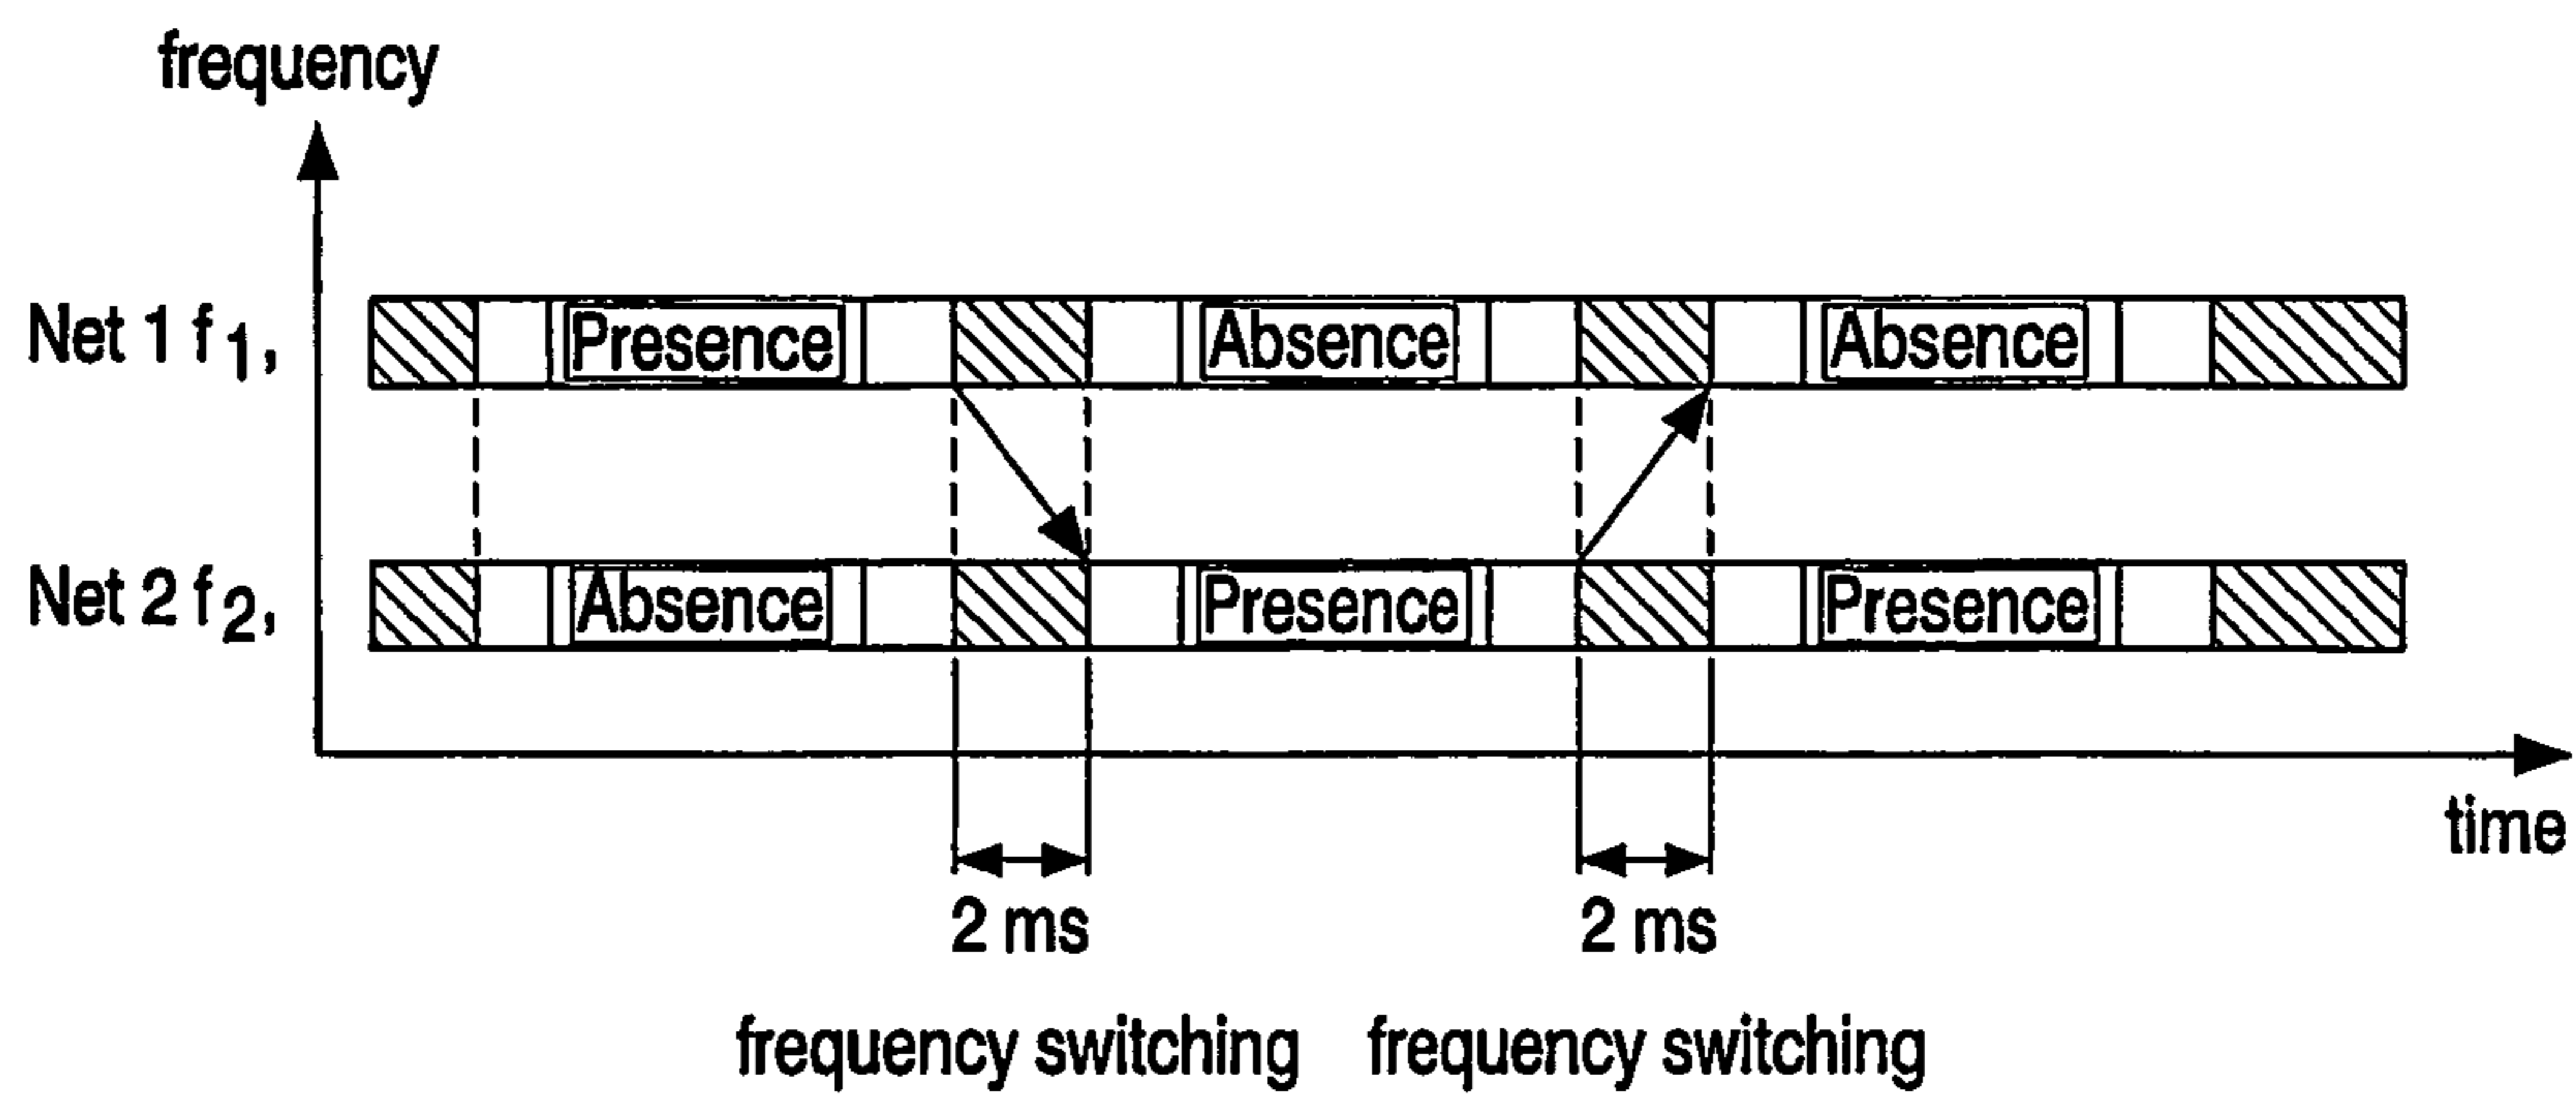 frequency
Net 1 f1, Presence Absence Absence
Net 2 f2, Absence Presence Presence
time
2 ms 2 ms
frequency switching frequency switching